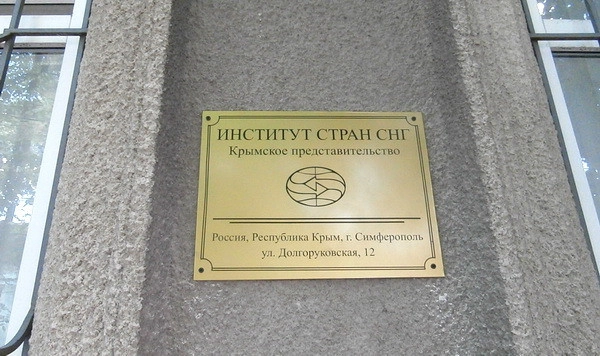 ИНСТИТУТ СТРАН СНГ
Крымское представительство
Россия, Республика Крым, г. Симферополь
ул. Долгоруковская, 12